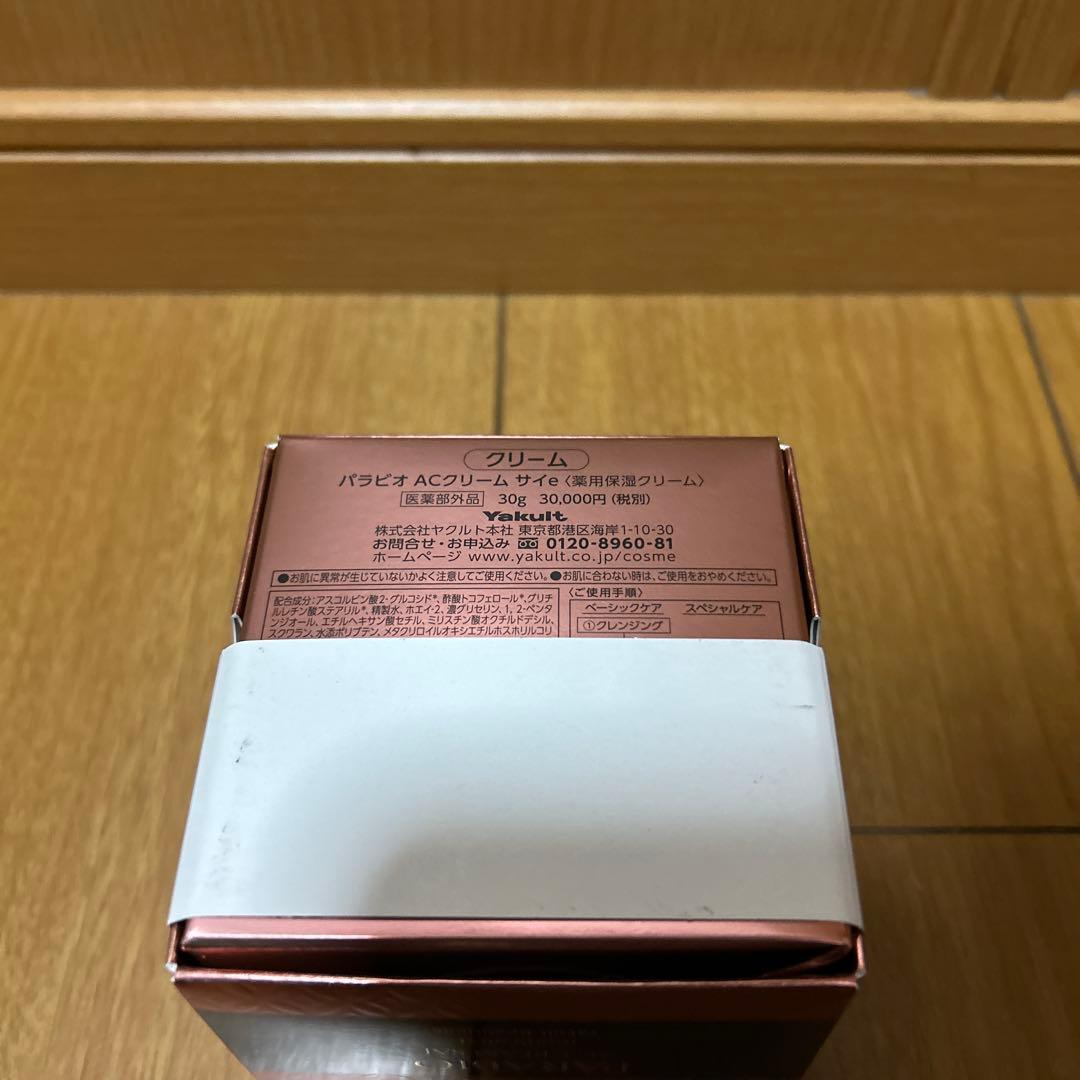 クリーム
パラビオ ACクリーム サイe〈薬用保湿クリーム〉
医薬部外品 30g 30,000円(税別)
Yakult
株式会社ヤクルト本社 東京都港区海岸1-10-30
お問合せ・お申込み 0120-8960-81
ホームページ www.yakult.co.jp/cosme
●お肌に異常が生じていないかよく注意してご使用ください。●お肌に合わない時は、ご使用をおやめください。
配合成分:アスコルビン酸2-グルコシド*、酢酸トコフェロール*、グリチ
ルレチン酸ステアリル*、精製水、ホエイ-2、濃グリセリン、1, 2-ペンタ
ンジオール、エチルヘキサン酸セチル、ミリスチン酸オクチルドデシル、
スクワラン、水添ポリブテン、メタクリロイルオキシエチルホスホリルコリ
〈ご使用手順〉
ベーシックケア スペシャルケア
①クレンジング
PARABIO